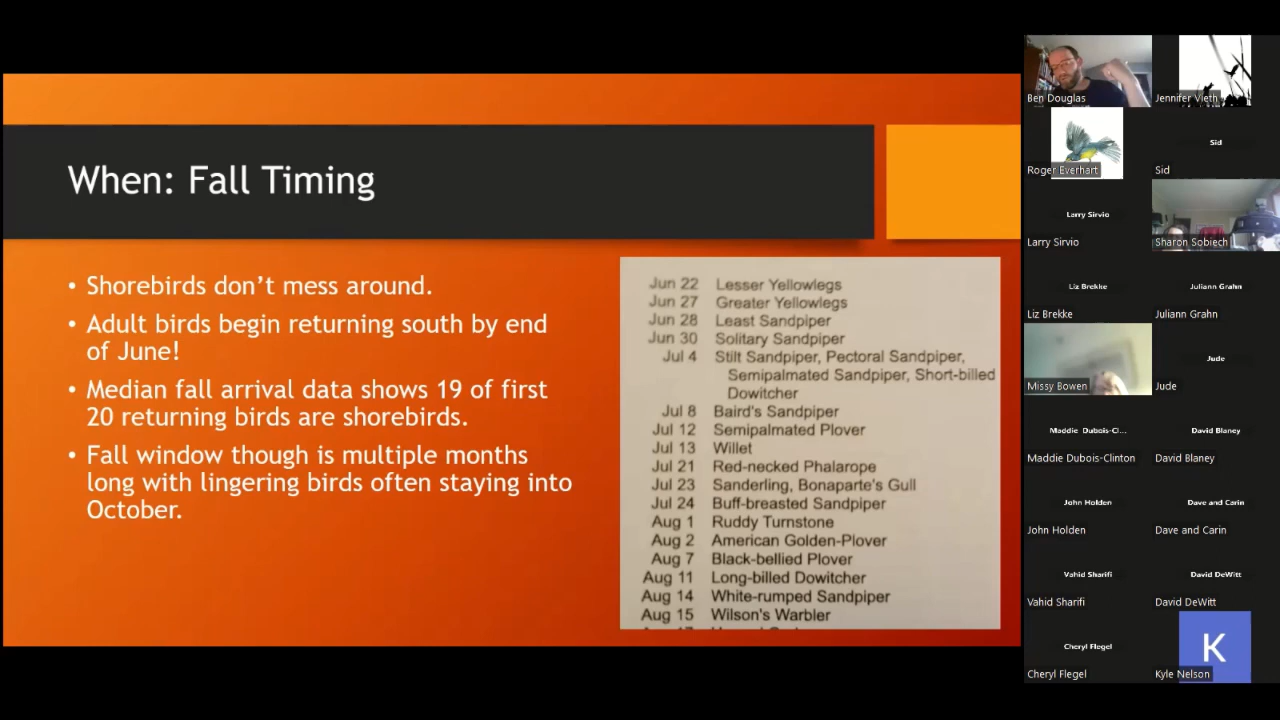 When: Fall Timing
• Shorebirds don't mess around.
• Adult birds begin returning south by end
of June!
• Median fall arrival data shows 19 of first
20 returning birds are shorebirds.
• Fall window though is multiple months
long with lingering birds often staying into
October.
Jun 22 Lesser Yellowlegs
Jun 27 Greater Yellowlegs
Jun 28 Least Sandpiper
Jun 30 Solitary Sandpiper
Jul 4 Stilt Sandpiper, Pectoral Sandpiper,
Semipalmated Sandpiper, Short-billed
Dowitcher
Jul 8 Baird's Sandpiper
Jul 12 Semipalmated Plover
Jul 13 Willet
Jul 21 Red-necked Phalarope
Jul 23 Sanderling, Bonaparte's Gull
Jul 24 Buff-breasted Sandpiper
Aug 1 Ruddy Turnstone
Aug 2 American Golden-Plover
Aug 7 Black-bellied Plover
Aug 11 Long-billed Dowitcher
Aug 14 White-rumped Sandpiper
Aug 15 Wilson's Warbler
Ben Douglas
Jennifer Vieth
Roger Everhart
Sid
Sid
Larry Sirvio
Larry Sirvio
Sharon Sobiech
Liz Brekke
Liz Brekke
Juliann Grahn
Juliann Grahn
Missy Bowen
Jude
Jude
Maddie Dubois-Cl...
Maddie Dubois-Clinton
David Blaney
David Blaney
John Holden
John Holden
Dave and Carin
Dave and Carin
Vahid Sharifi
Vahid Sharifi
David DeWitt
David DeWitt
Cheryl Flegel
Cheryl Flegel
K
Kyle Nelson